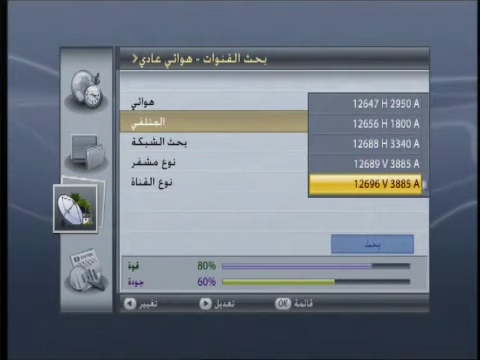 بحث القنوات - هوائي عادي
هوائي
المتلقي
بحث الشبكة
نوع مشفر
نوع القناة
12647 H 2950 A
12656 H 1800 A
12688 H 3340 A
12689 V 3885 A
12696 V 3885 A
بحث
قوة 80%
جودة 60%
تغيير تعديل OK قائمة